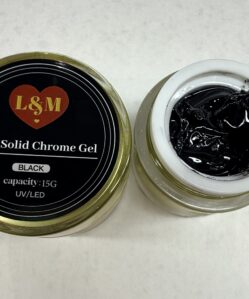 L&M
Solid Chrome Gel
BLACK
capacity:15G
UV/LED